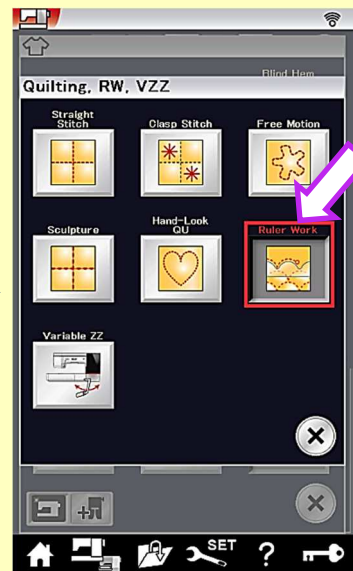 Blind Hem
Quilting, RW, VZZ
Straight
Stitch
Clasp Stitch
Free Motion
Sculpture
Hand-Look
QU
Ruler Work
Variable ZZ
SET
?